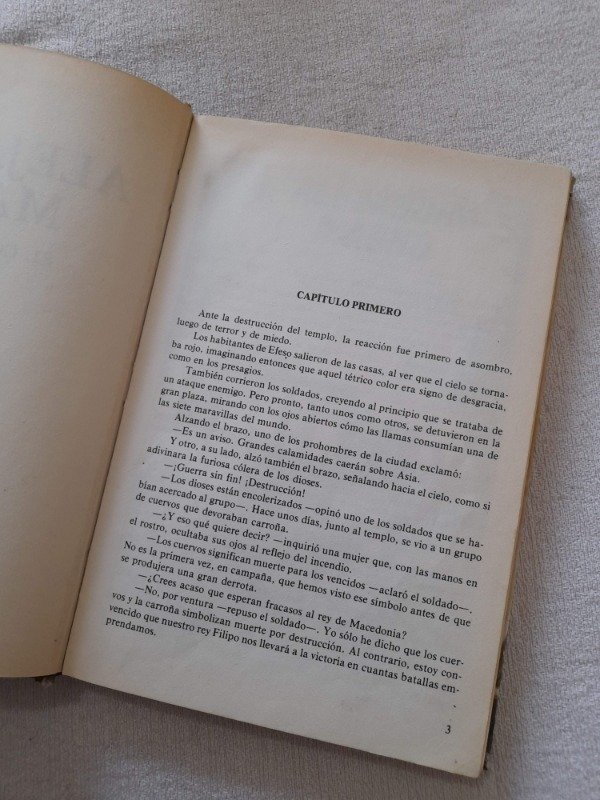 CAPÍTULO PRIMERO
Ante la destrucción del templo, la reacción fue primero de asombro,
luego de terror y de miedo.
Los habitantes de Efeso salieron de las casas, al ver que el cielo se torna-
ba rojo, imaginando entonces que aquel tétrico color era signo de desgracia,
como en los presagios.
También corrieron los soldados, creyendo al principio que se trataba de
un ataque enemigo. Pero pronto, tanto unos como otros, se detuvieron en la
gran plaza, mirando con los ojos abiertos cómo las llamas consumían una de
las siete maravillas del mundo.
Alzando el brazo, uno de los prohombres de la ciudad exclamó:
—Es un aviso. Grandes calamidades caerán sobre Asia.
Y otro, a su lado, alzó también el brazo, señalando hacia el cielo, como si
adivinara la furiosa cólera de los dioses.
—¡Guerra sin fin! ¡Destrucción!
—Los dioses están encolerizados —opinó uno de los soldados que se ha-
bían acercado al grupo—. Hace unos días, junto al templo, se vio a un grupo
de cuervos que devoraban carroña.
—¿Y eso qué quiere decir? —inquirió una mujer que, con las manos en
el rostro, ocultaba sus ojos al reflejo del incendio.
—Los cuervos significan muerte para los vencidos —aclaró el soldado—.
No es la primera vez, en campaña, que hemos visto ese símbolo antes de que
se produjera una gran derrota.
—¿Crees acaso que esperan fracasos al rey de Macedonia?
—No, por ventura —repuso el soldado—. Yo sólo he dicho que los cuer-
vos y la carroña simbolizan muerte por destrucción. Al contrario, estoy con-
vencido que nuestro rey Filipo nos llevará a la victoria en cuantas batallas em-
prendamos.
3